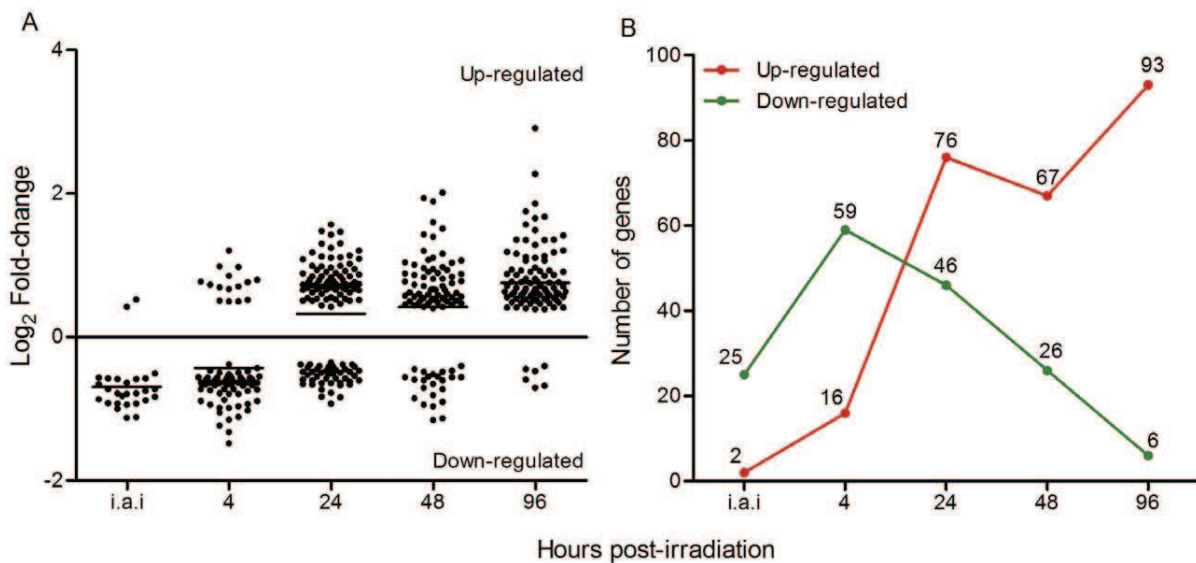 A
Log2 Fold-change
4
2
0
-2
Up-regulated
Down-regulated
i.a.i 4 24 48 96
B
Number of genes
100
80
60
40
20
0
Up-regulated
Down-regulated
25
59
46
26
6
2
16
76
67
93
i.a.i 4 24 48 96
Hours post-irradiation